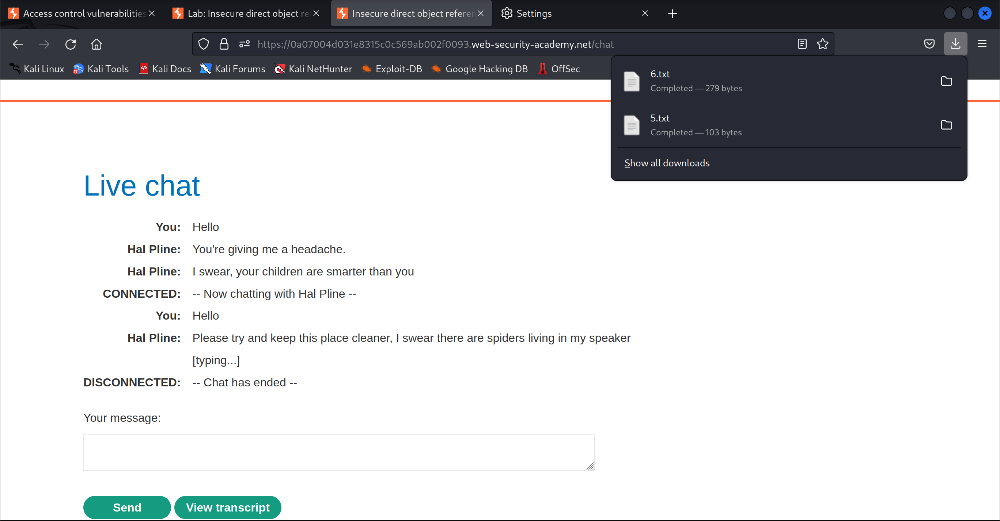 Access control vulnerabilities
Lab: Insecure direct object ref
Insecure direct object referen
Settings
https://0a07004d031e8315c0c569ab002f0093.web-security-academy.net/chat
Kali Linux
Kali Tools
Kali Docs
Kali Forums
Kali NetHunter
Exploit-DB
Google Hacking DB
OffSec
6.txt
Completed — 279 bytes
5.txt
Completed — 103 bytes
Show all downloads
Live chat
You: Hello
Hal Pline: You're giving me a headache.
Hal Pline: I swear, your children are smarter than you
CONNECTED: -- Now chatting with Hal Pline --
You: Hello
Hal Pline: Please try and keep this place cleaner, I swear there are spiders living in my speaker
[typing...]
DISCONNECTED: -- Chat has ended --
Your message:
Send
View transcript